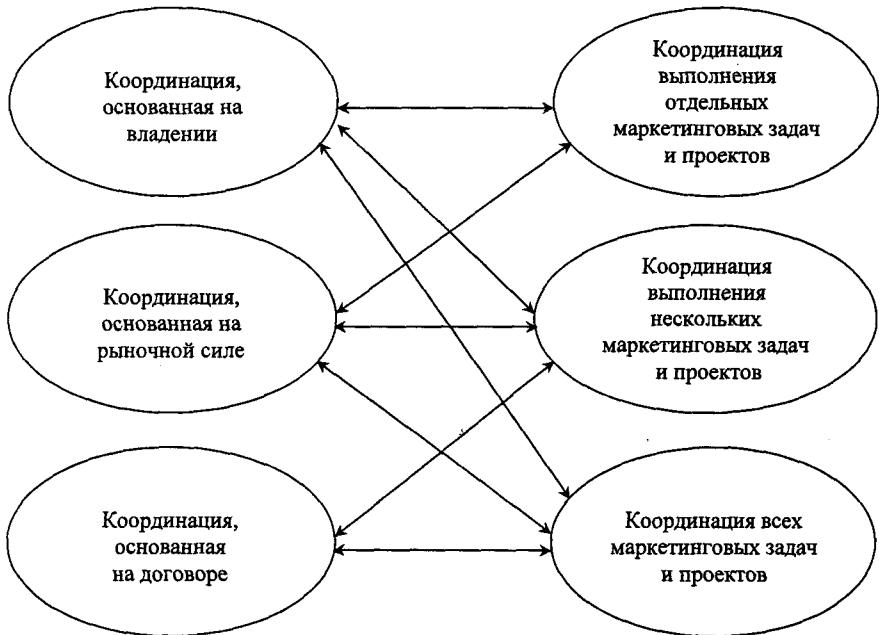 Координация,
основанная на
владении
Координация
выполнения
отдельных
маркетинговых задач
и проектов
Координация,
основанная на
рыночной силе
Координация
выполнения
нескольких
маркетинговых задач
и проектов
Координация,
основанная
на договоре
Координация всех
маркетинговых задач
и проектов